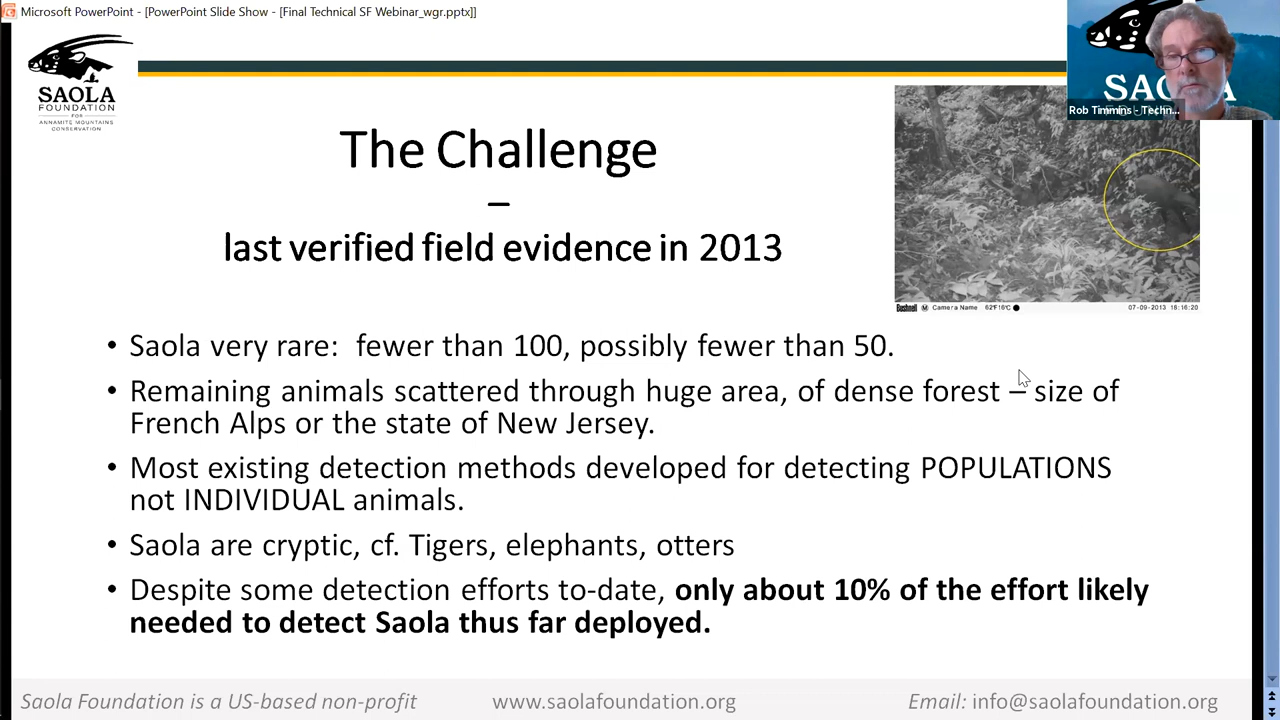 Microsoft PowerPoint - [PowerPoint Slide Show - [Final Technical SF Webinar_wgr.pptx]]
SAOLA
FOUNDATION
FOR
ANNAMITE MOUNTAINS
CONSERVATION
SAO
Rob Timmins - Techn...
The Challenge
–
last verified field evidence in 2013
Bushnell M Camera Name 62°F16°C 07-09-2013 18:16:20
• Saola very rare: fewer than 100, possibly fewer than 50.
• Remaining animals scattered through huge area, of dense forest – size of
French Alps or the state of New Jersey.
• Most existing detection methods developed for detecting POPULATIONS
not INDIVIDUAL animals.
• Saola are cryptic, cf. Tigers, elephants, otters
• Despite some detection efforts to-date, only about 10% of the effort likely
needed to detect Saola thus far deployed.
Saola Foundation is a US-based non-profit www.saolafoundation.org Email: info@saolafoundation.org